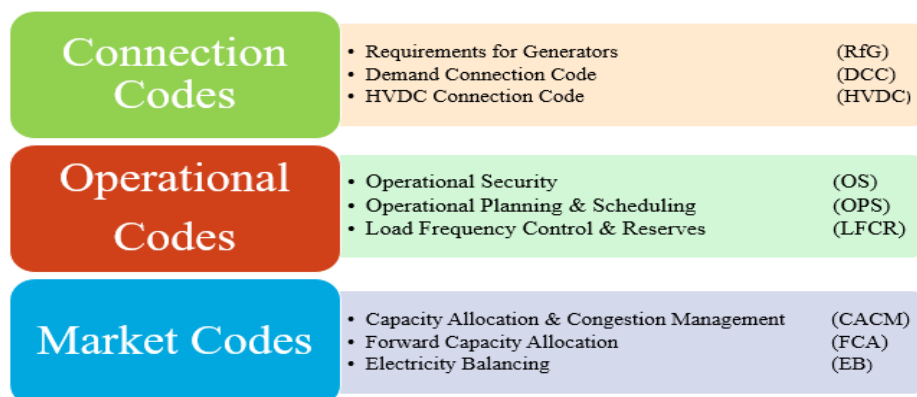 Connection
Codes
• Requirements for Generators (RfG)
• Demand Connection Code (DCC)
• HVDC Connection Code (HVDC)
Operational
Codes
• Operational Security (OS)
• Operational Planning & Scheduling (OPS)
• Load Frequency Control & Reserves (LFCR)
Market Codes
• Capacity Allocation & Congestion Management (CACM)
• Forward Capacity Allocation (FCA)
• Electricity Balancing (EB)